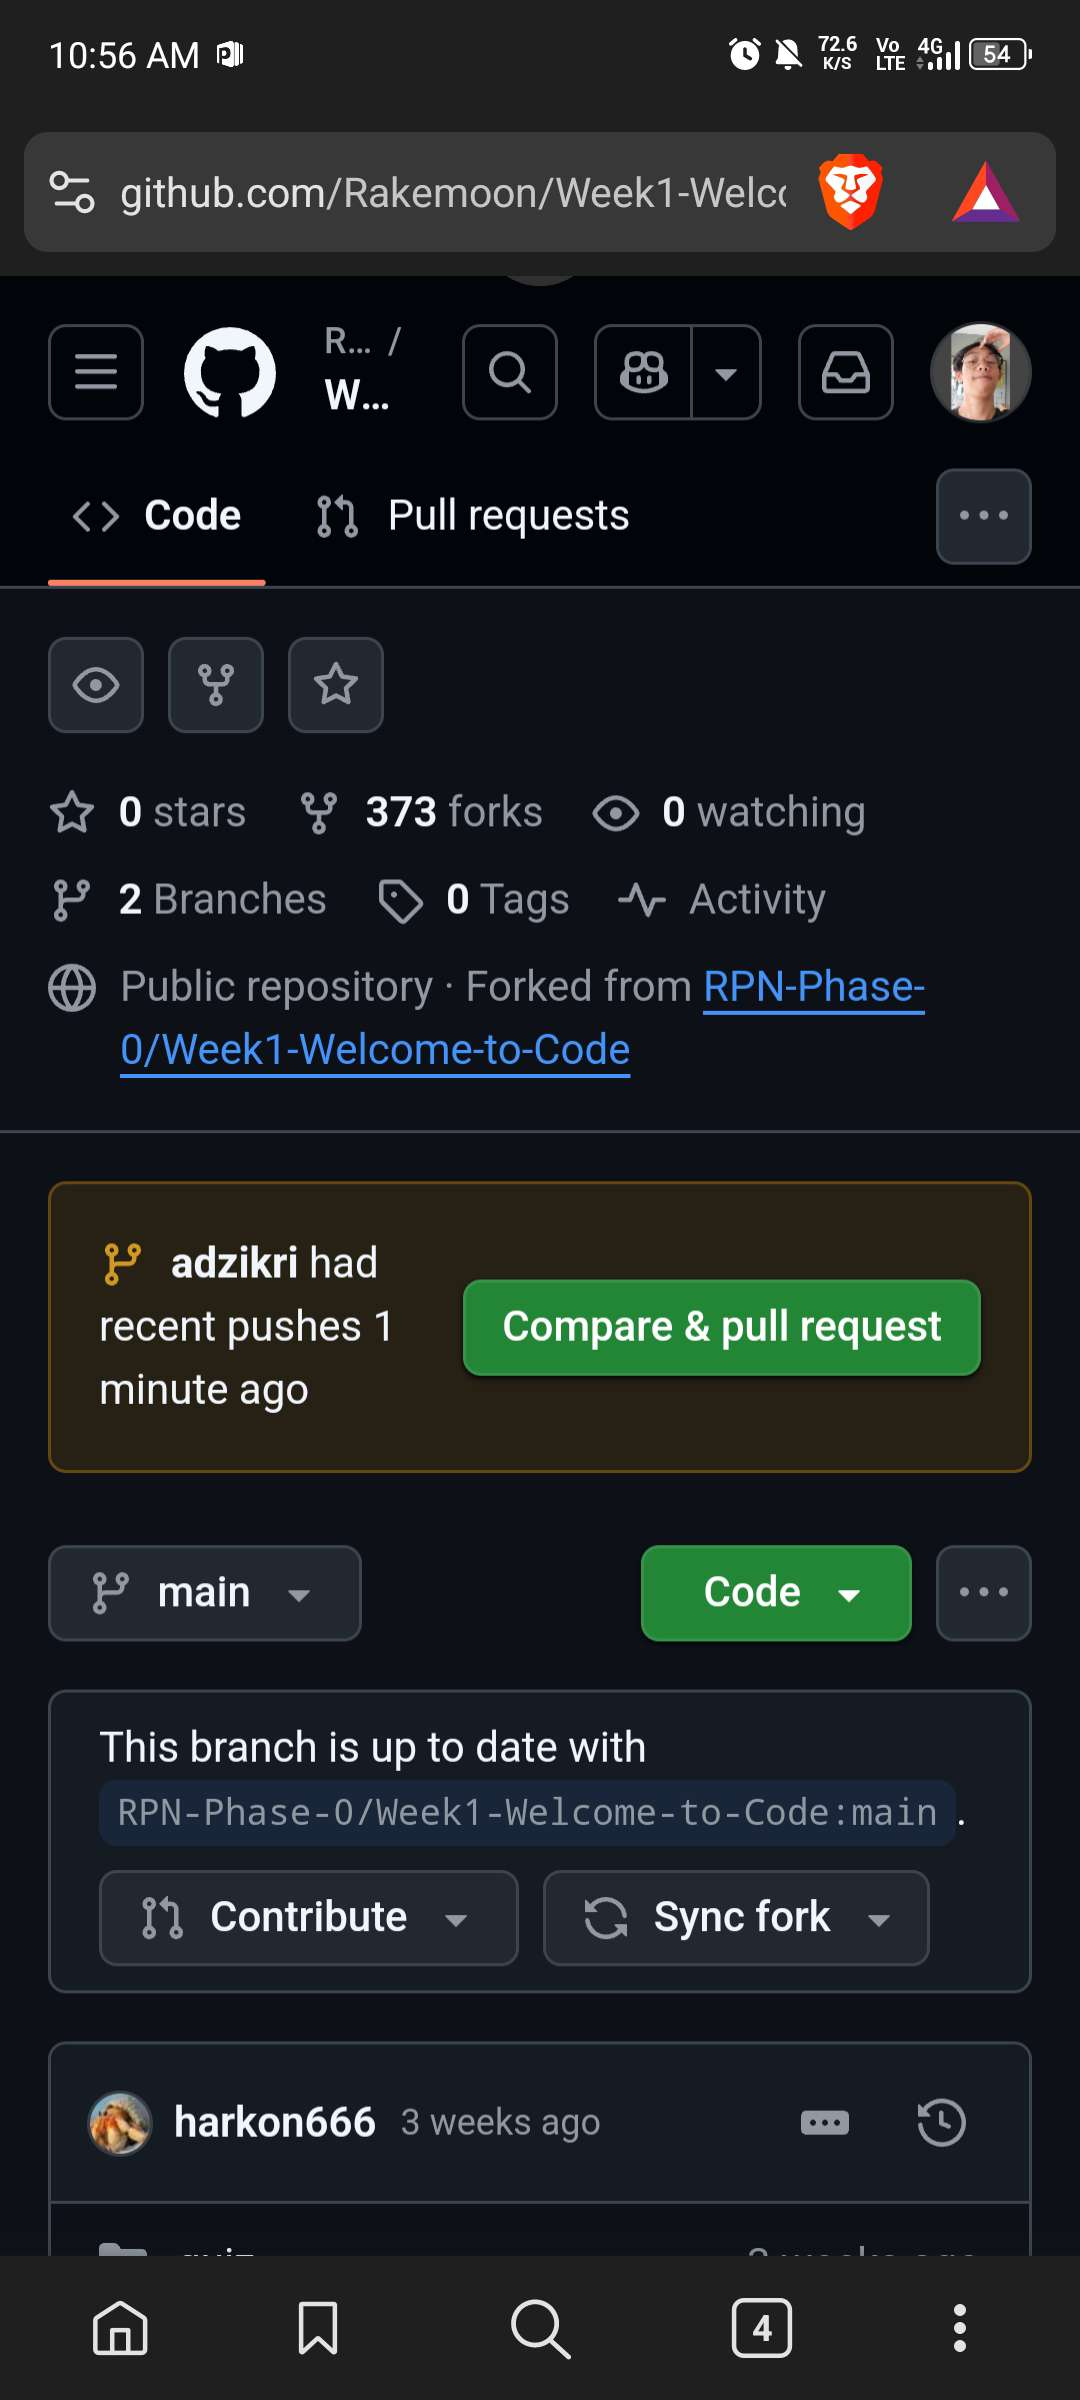 10:56 AM
72.6 K/S Vo LTE 4G 54
github.com/Rakemoon/Week1-Welc
R... /
W...
Code Pull requests
0 stars 373 forks 0 watching
2 Branches 0 Tags Activity
Public repository · Forked from RPN-Phase-
0/Week1-Welcome-to-Code
adzikri had
recent pushes 1
minute ago
Compare & pull request
main Code
This branch is up to date with
RPN-Phase-0/Week1-Welcome-to-Code:main .
Contribute Sync fork
harkon666 3 weeks ago
4